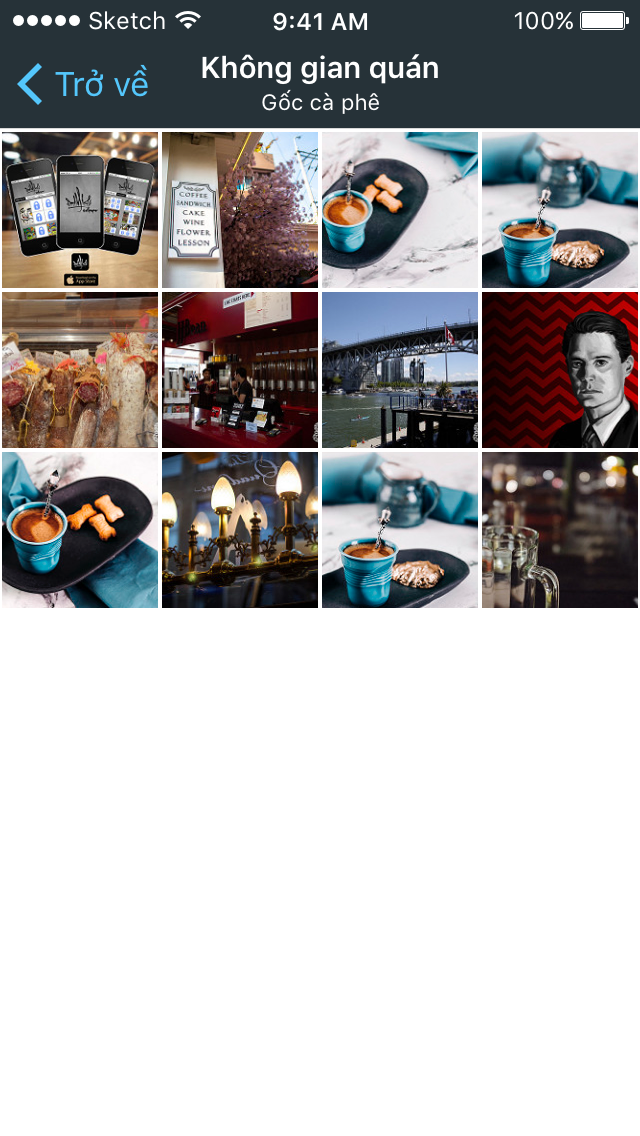 Sketch 9:41 AM 100%
Trở về
Không gian quán
Gốc cà phê
COFFEE
SANDWICH
CAKE
WINE
FLOWER
LESSON
App Store